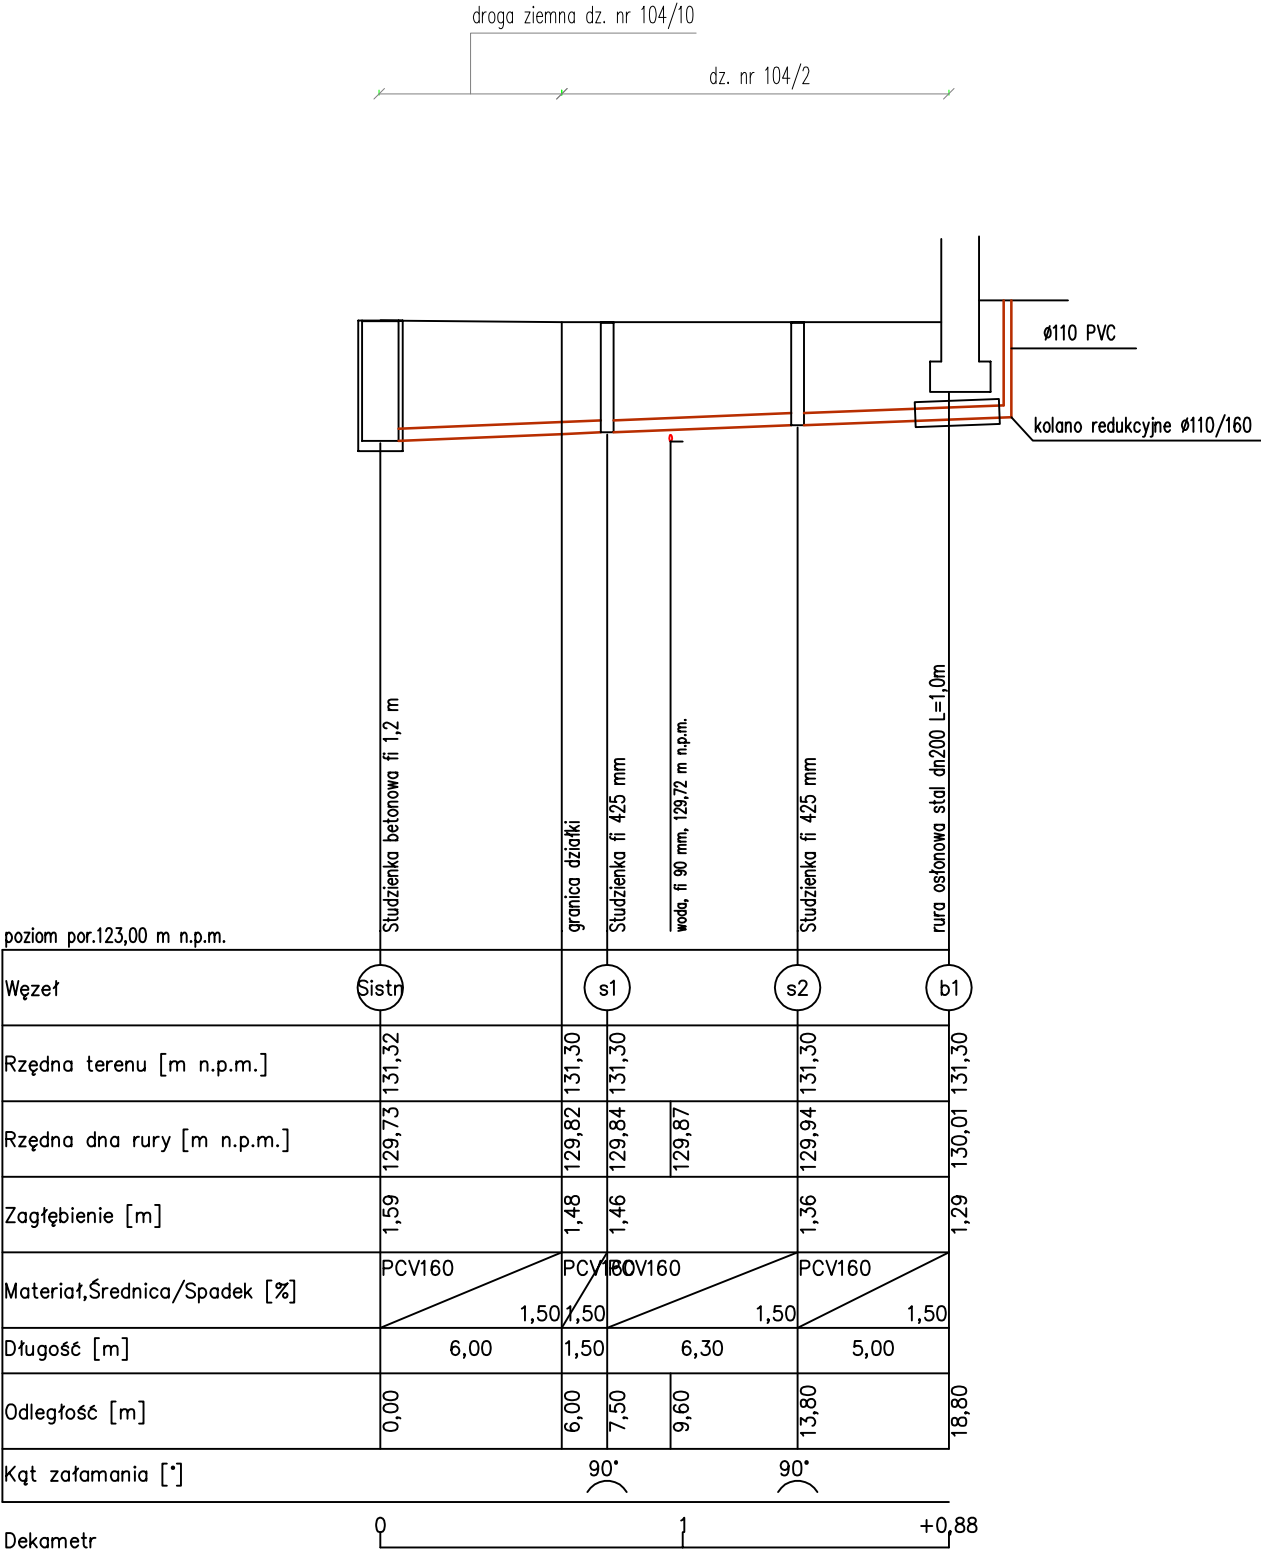 droga ziemna dz. nr 104/10
dz. nr 104/2
ø110 PVC
kolano redukcyjne ø110/160
Studzienka betonowa fi 1,2 m
granica działki
Studzienka fi 425 mm
woda, fi 90 mm, 129,72 m n.p.m.
Studzienka fi 425 mm
rura osłonowa stal dn200 L=1,0m
poziom por.123,00 m n.p.m.
Węzeł Sistn s1 s2 b1
Rzędna terenu [m n.p.m.] 131,32 131,30 131,30 131,30 131,30
Rzędna dna rury [m n.p.m.] 129,73 129,82 129,84 129,87 129,94 130,01
Zagłębienie [m] 1,59 1,48 1,46 1,36 1,29
PCV160 PCV160 PCV160 PCV160
Materiał,Średnica/Spadek [%]
1,50 1,50 1,50 1,50
Długość [m] 6,00 1,50 6,30 5,00
Odległość [m] 0,00 6,00 7,50 9,60 13,80 18,80
Kąt załamania [°] 90° 90°
Dekametr 0 1 +0,88